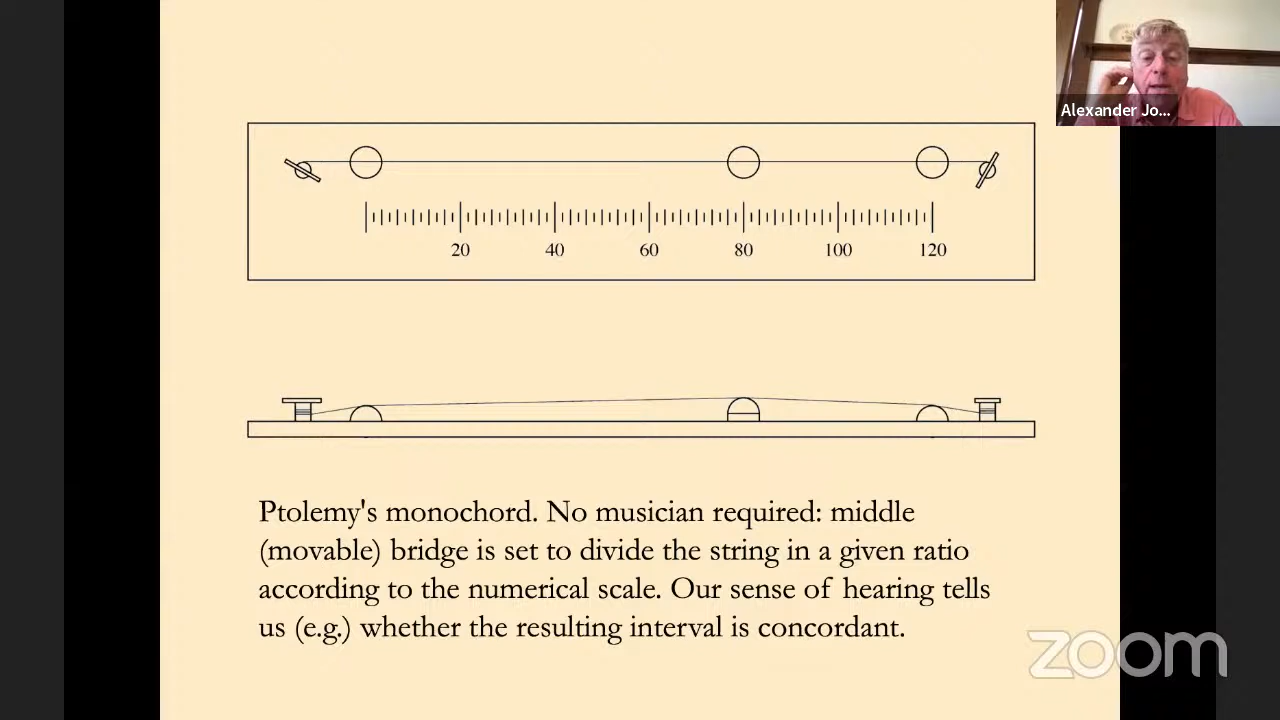 Alexander Jo...
20 40 60 80 100 120
Ptolemy's monochord. No musician required: middle
(movable) bridge is set to divide the string in a given ratio
according to the numerical scale. Our sense of hearing tells
us (e.g.) whether the resulting interval is concordant.
zoom